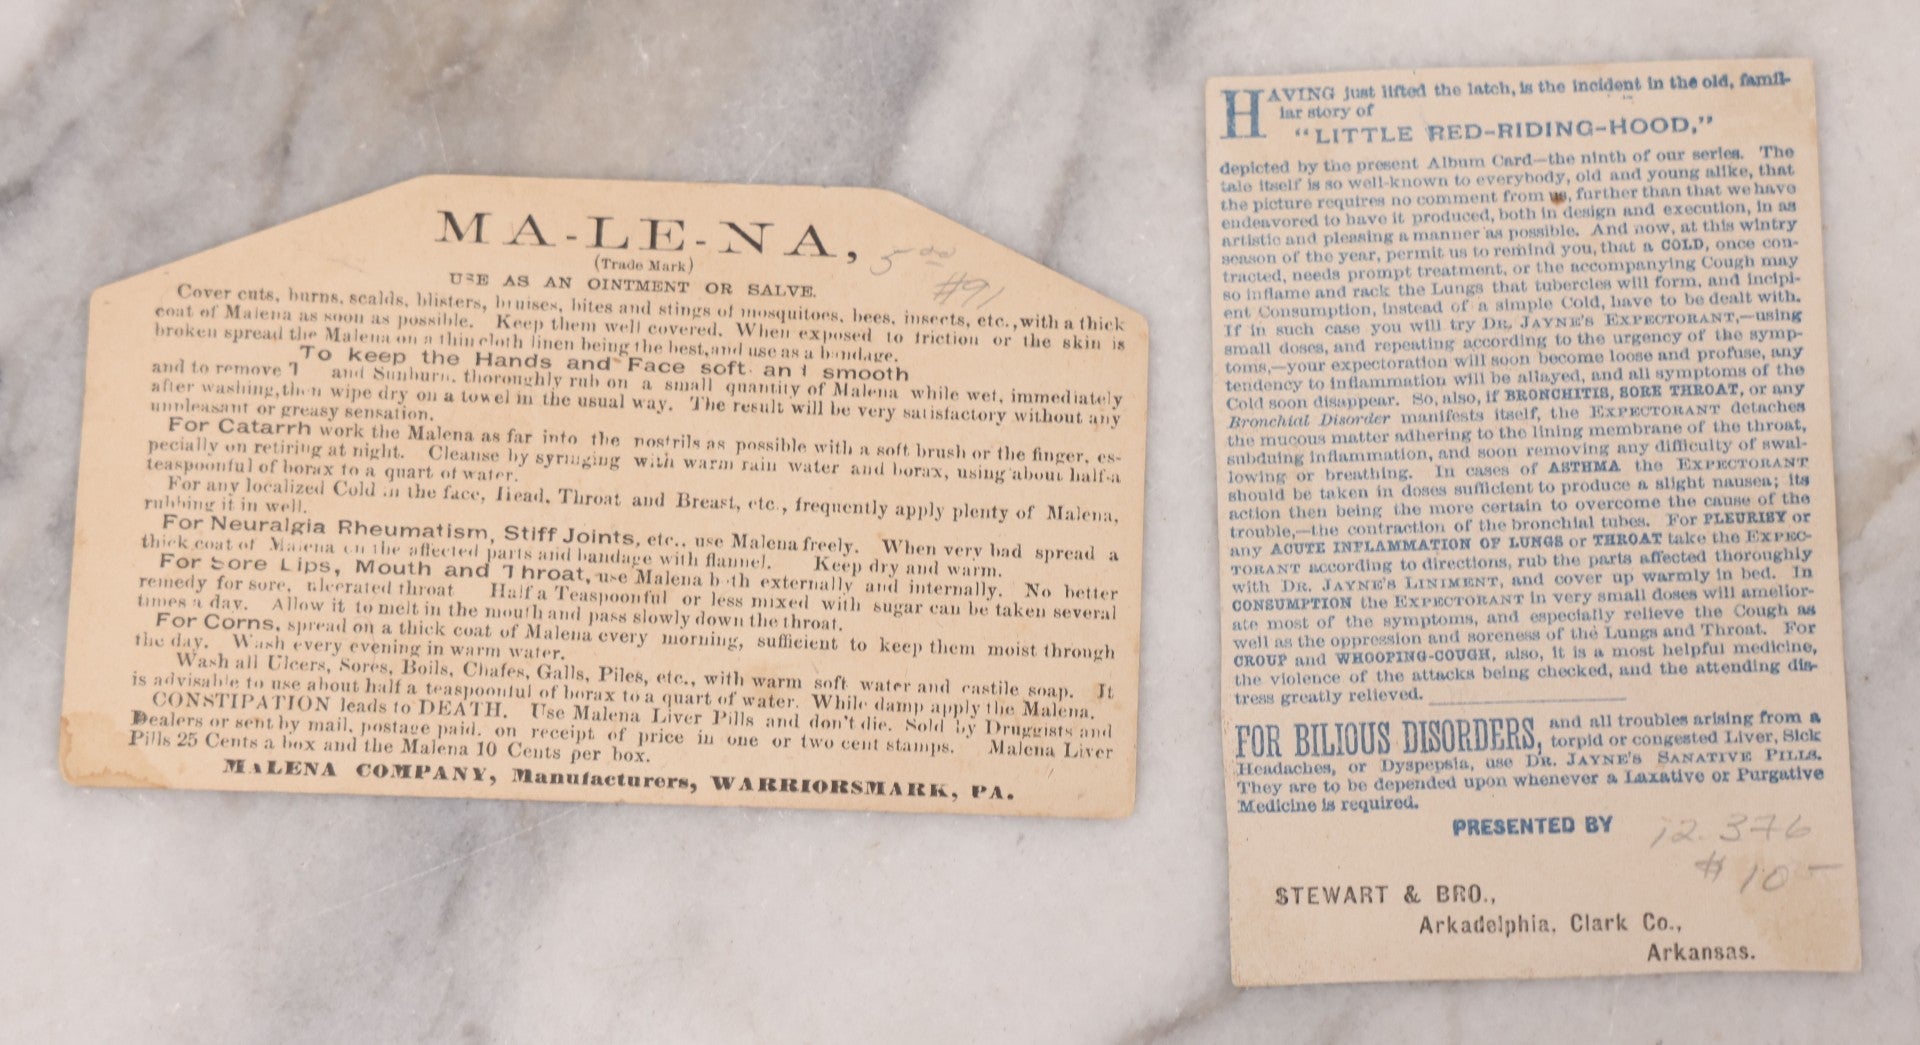 MA-LE-NA,
5 00
(Trade Mark)
#91
USE AS AN OINTMENT OR SALVE.
Cover cuts, burns, scalds, blisters, bruises, bites and stings of mosquitoes, bees, insects, etc., with a thick
coat of Malena as soon as possible. Keep them well covered. When exposed to friction or the skin is
broken spread the Malena on a thin cloth linen being the best, and use as a bandage.
To keep the Hands and Face soft and smooth
and to remove T and Sunburn, thoroughly rub on a small quantity of Malena while wet, immediately
after washing, then wipe dry on a towel in the usual way. The result will be very satisfactory without any
unpleasant or greasy sensation.
For Catarrh work the Malena as far into the nostrils as possible with a soft brush or the finger, es-
pecially on retiring at night. Cleanse by syringing with warm rain water and borax, using about half-a
teaspoonful of borax to a quart of water.
For any localized Cold in the face, Head, Throat and Breast, etc., frequently apply plenty of Malena,
rubbing it in well.
For Neuralgia Rheumatism, Stiff Joints, etc., use Malena freely. When very bad spread a
thick coat of Malena on the affected parts and bandage with flannel. Keep dry and warm.
For Sore Lips, Mouth and Throat, use Malena both externally and internally. No better
remedy for sore, ulcerated throat Half a Teaspoonful or less mixed with sugar can be taken several
times a day. Allow it to melt in the mouth and pass slowly down the throat.
For Corns, spread on a thick coat of Malena every morning, sufficient to keep them moist through
the day. Wash every evening in warm water.
Wash all Ulcers, Sores, Boils, Chafes, Galls, Piles, etc., with warm soft water and castile soap. It
is advisable to use about half a teaspoonful of borax to a quart of water. While damp apply the Malena.
CONSTIPATION leads to DEATH. Use Malena Liver Pills and don't die. Sold by Druggists and
Dealers or sent by mail, postage paid, on receipt of price in one or two cent stamps. Malena Liver
Pills 25 Cents a box and the Malena 10 Cents per box.
MALENA COMPANY, Manufacturers, WARRIORSMARK, PA.
HAVING just lifted the latch, is the incident in the old, famil-
iar story of
"LITTLE RED-RIDING-HOOD,"
depicted by the present Album Card—the ninth of our series. The
tale itself is so well-known to everybody, old and young alike, that
the picture requires no comment from us, further than that we have
endeavored to have it produced, both in design and execution, in as
artistic and pleasing a manner as possible. And now, at this wintry
season of the year, permit us to remind you, that a COLD, once con-
tracted, needs prompt treatment, or the accompanying Cough may
so inflame and rack the Lungs that tubercles will form, and incipi-
ent Consumption, instead of a simple Cold, have to be dealt with.
If in such case you will try DR. JAYNE'S EXPECTORANT,—using
small doses, and repeating according to the urgency of the symp-
toms,—your expectoration will soon become loose and profuse, any
tendency to inflammation will be allayed, and all symptoms of the
Cold soon disappear. So, also, if BRONCHITIS, SORE THROAT, or any
Bronchial Disorder manifests itself, the EXPECTORANT detaches
the mucous matter adhering to the lining membrane of the throat,
subduing inflammation, and soon removing any difficulty of swal-
lowing or breathing. In cases of ASTHMA the EXPECTORANT
should be taken in doses sufficient to produce a slight nausea; its
action then being the more certain to overcome the cause of the
trouble,—the contraction of the bronchial tubes. For PLEURISY or
any ACUTE INFLAMMATION OF LUNGS or THROAT take the EXPEC-
TORANT according to directions, rub the parts affected thoroughly
with DR. JAYNE'S LINIMENT, and cover up warmly in bed. In
CONSUMPTION the EXPECTORANT in very small doses will amelior-
ate most of the symptoms, and especially relieve the Cough as
well as the oppression and soreness of the Lungs and Throat. For
CROUP and WHOOPING-COUGH, also, it is a most helpful medicine,
the violence of the attacks being checked, and the attending dis-
tress greatly relieved.
FOR BILIOUS DISORDERS, and all troubles arising from a
torpid or congested Liver, Sick
Headaches, or Dyspepsia, use DR. JAYNE'S SANATIVE PILLS.
They are to be depended upon whenever a Laxative or Purgative
Medicine is required.
PRESENTED BY
12.376
#10-
STEWART & BRO.,
Arkadelphia, Clark Co.,
Arkansas.